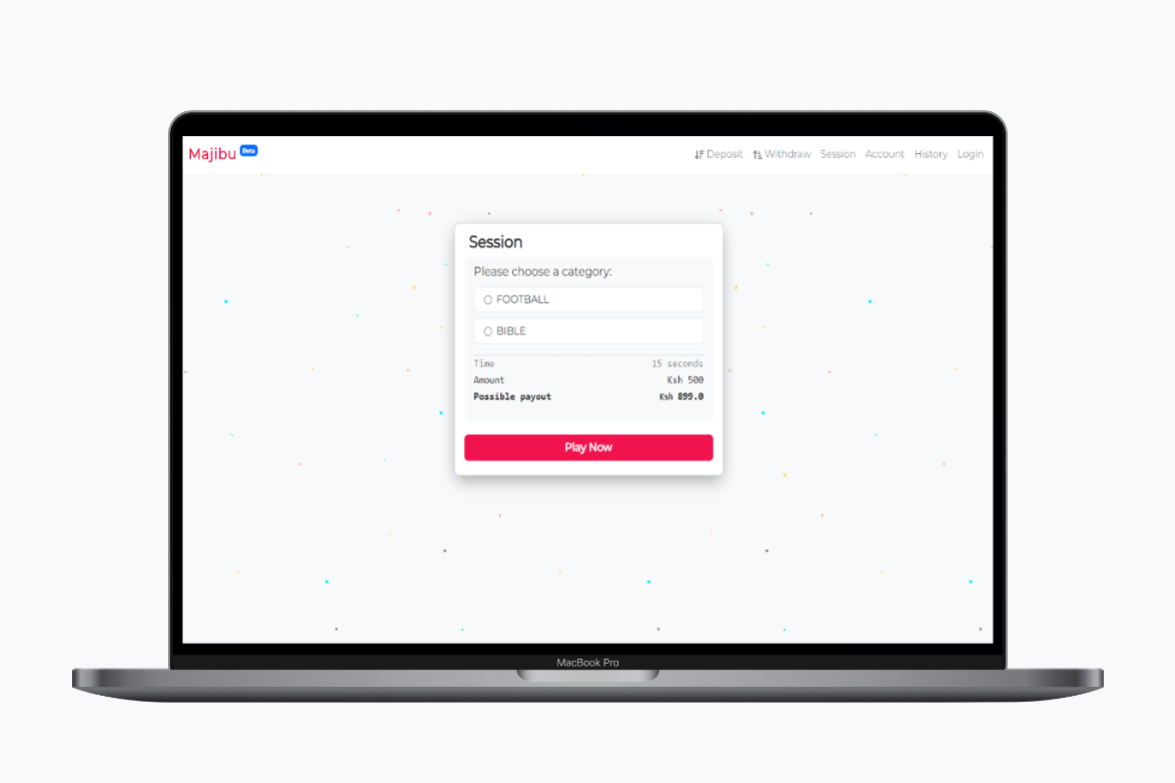 Majibu Beta
Deposit Withdraw Session Account History Login
Session
Please choose a category:
FOOTBALL
BIBLE
Time 15 seconds
Amount Ksh 500
Possible payout Ksh 899.0
Play Now
MacBook Pro